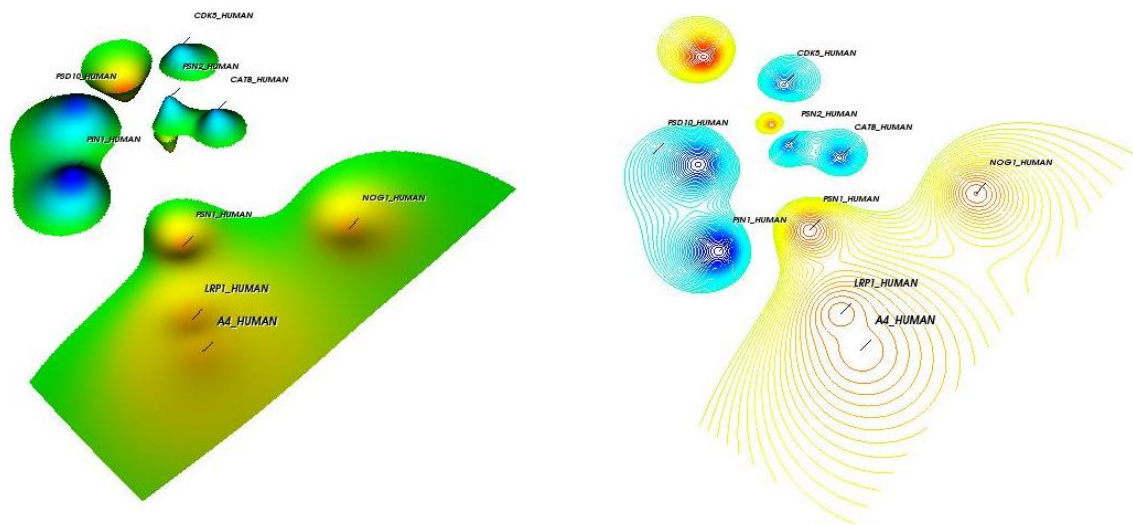 CDK5_HUMAN
PSD10_HUMAN
PSN2_HUMAN
CATB_HUMAN
PIN1_HUMAN
PSN1_HUMAN
NOG1_HUMAN
LRP1_HUMAN
A4_HUMAN
CDK5_HUMAN
PSN2_HUMAN
PSD10_HUMAN
CATB_HUMAN
NOG1_HUMAN
PSN1_HUMAN
PIN1_HUMAN
LRP1_HUMAN
A4_HUMAN